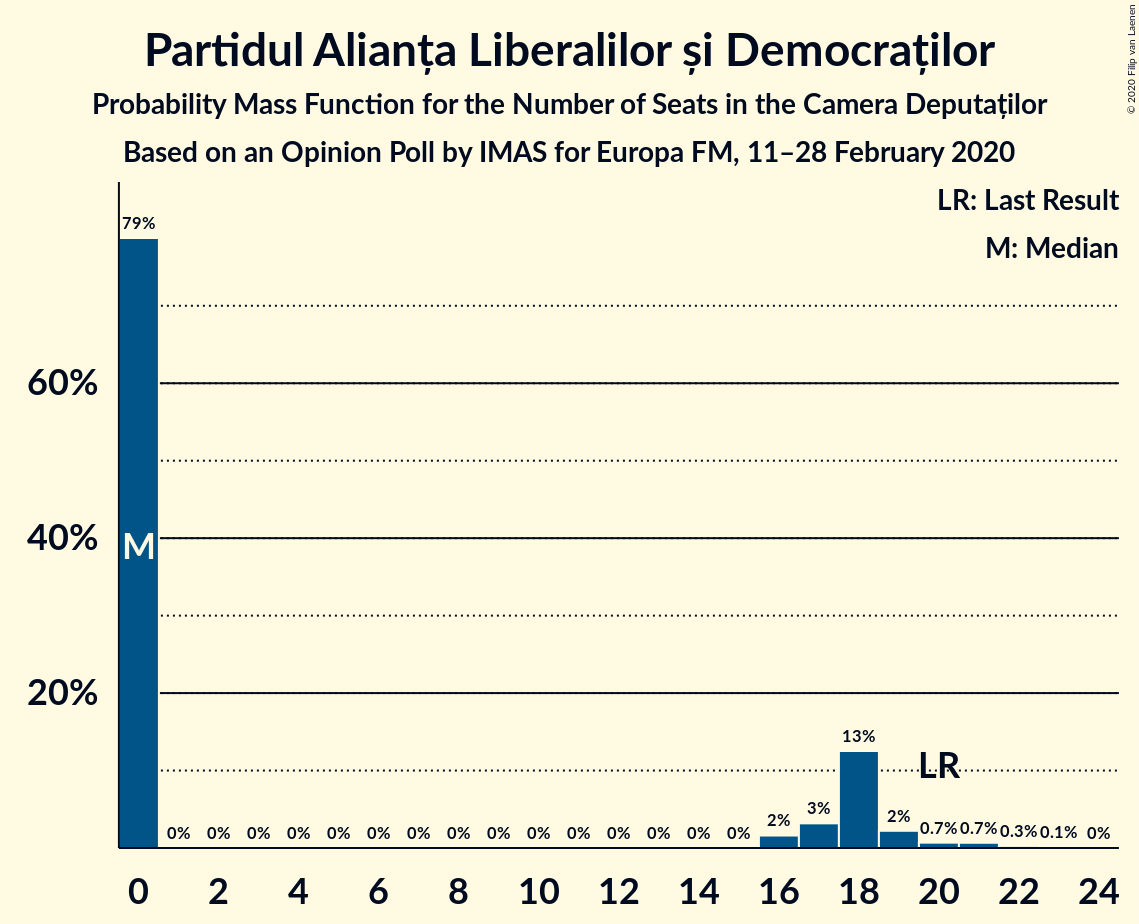 Partidul Alianța Liberalilor și Democraților
Probability Mass Function for the Number of Seats in the Camera Deputaților
Based on an Opinion Poll by IMAS for Europa FM, 11–28 February 2020
© 2020 Filip van Laenen
LR: Last Result
M: Median
60%
40%
20%
79%
M
0% 0% 0% 0% 0% 0% 0% 0% 0% 0% 0% 0% 0% 0% 0% 2% 3% 13% 2% 0.7% 0.7% 0.3% 0.1% 0%
LR
0 2 4 6 8 10 12 14 16 18 20 22 24